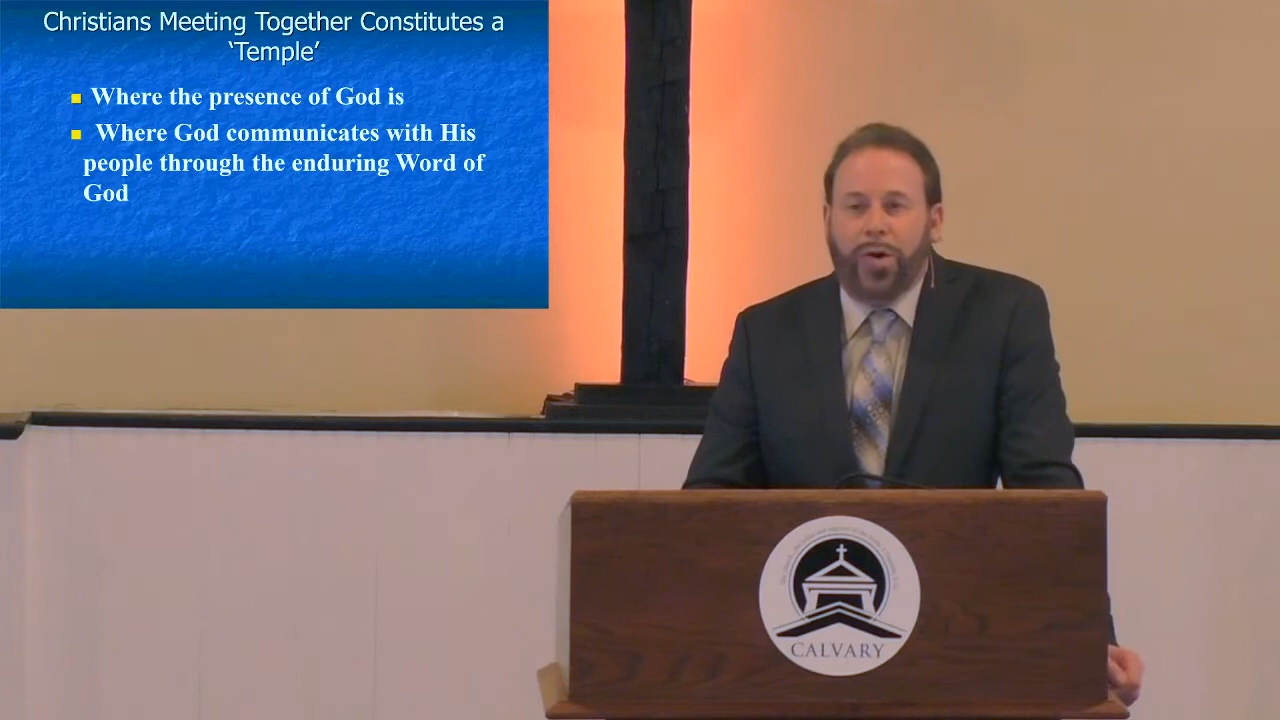 Christians Meeting Together Constitutes a
‘Temple’
Where the presence of God is
Where God communicates with His
people through the enduring Word of
God
CALVARY